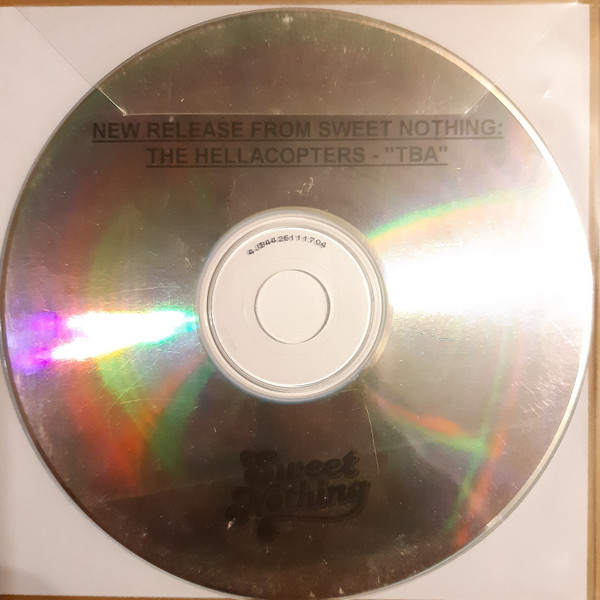 NEW RELEASE FROM SWEET NOTHING:
THE HELLACOPTERS - "TBA"
Sweet
Nothing